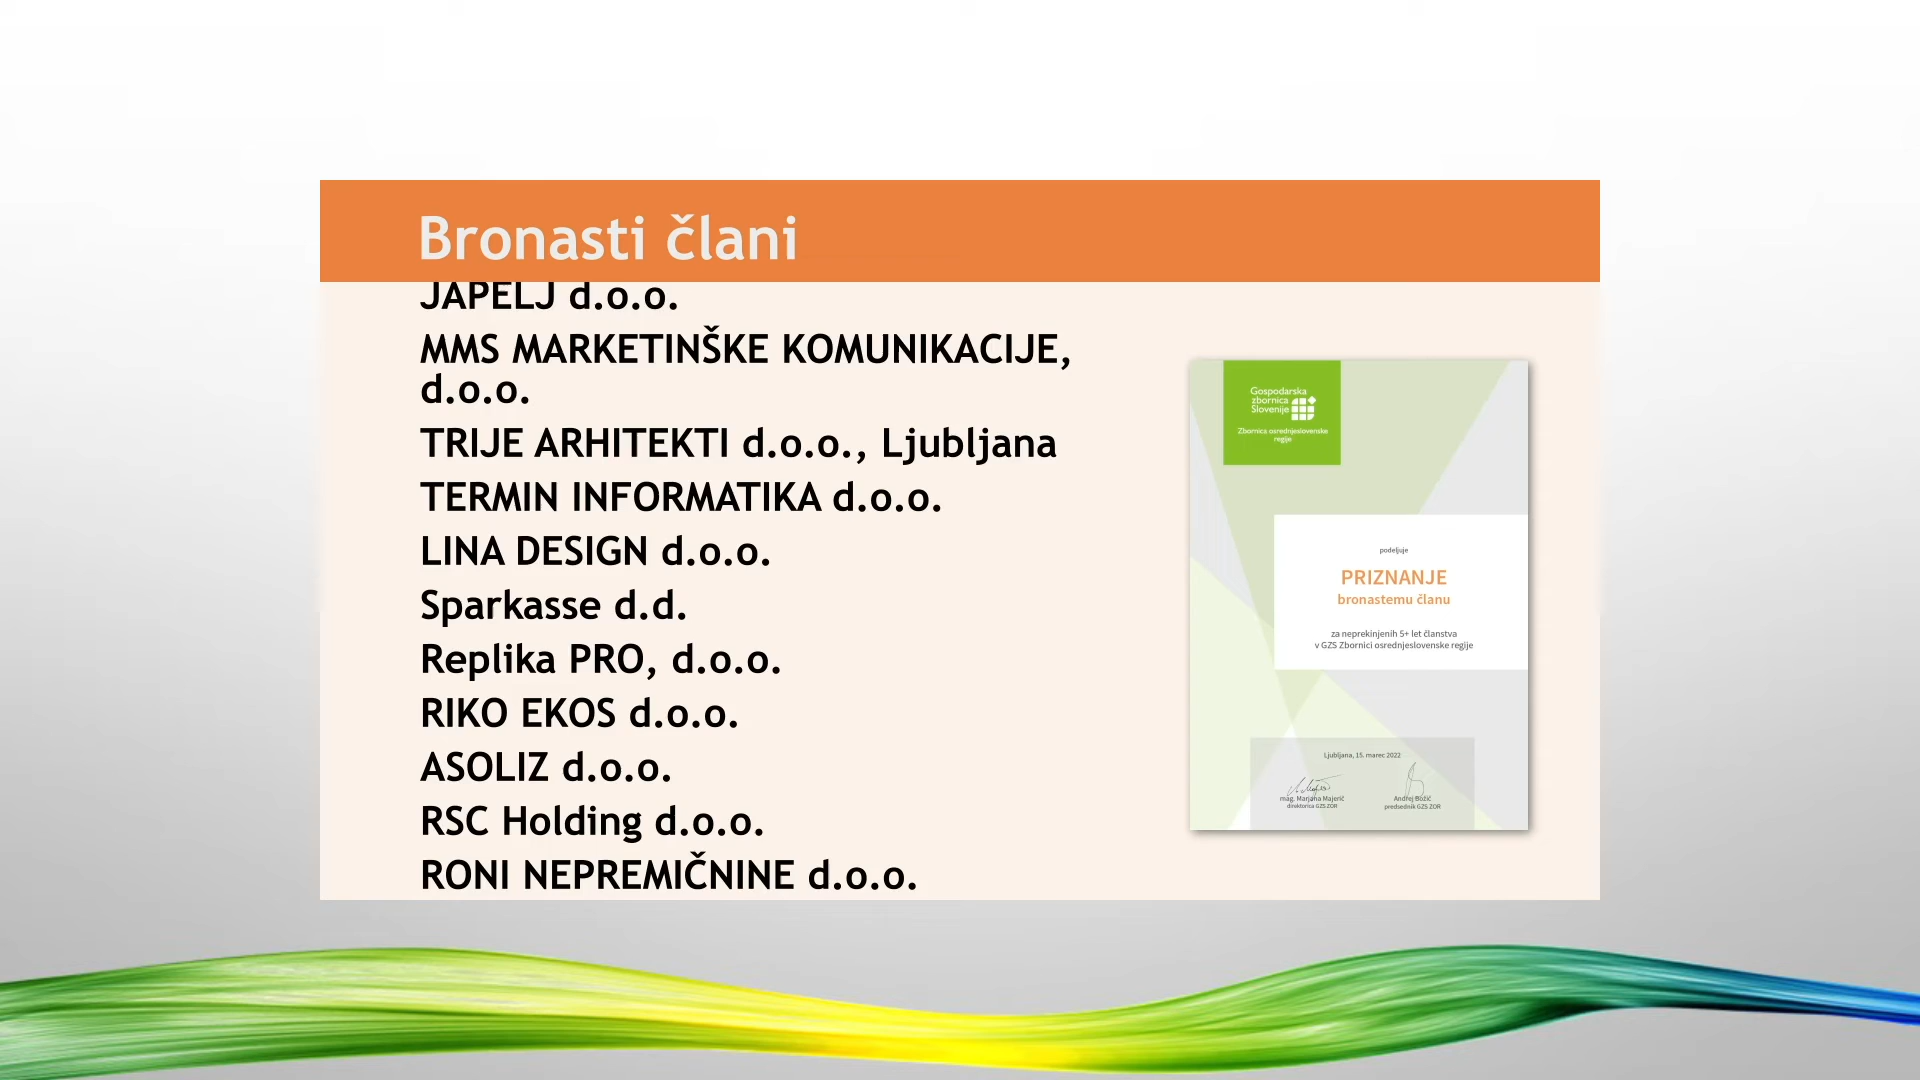 Bronasti člani
JAPELJ d.o.o.
MMS MARKETINŠKE KOMUNIKACIJE,
d.o.o.
TRIJE ARHITEKTI d.o.o., Ljubljana
TERMIN INFORMATIKA d.o.o.
LINA DESIGN d.o.o.
Sparkasse d.d.
Replika PRO, d.o.o.
RIKO EKOS d.o.o.
ASOLIZ d.o.o.
RSC Holding d.o.o.
RONI NEPREMIČNINE d.o.o.
Gospodarska
zbornica
Slovenije
Zbornica osrednjeslovenske
regije
podeljuje
PRIZNANJE
bronastemu članu
za neprekinjenih 5+ let članstva
v GZS Zbornici osrednjeslovenske regije
Ljubljana, 15. marec 2022
mag. Marjana Majerič
direktorica GZS ZOR
Andrej Božič
predsednik GZS ZOR